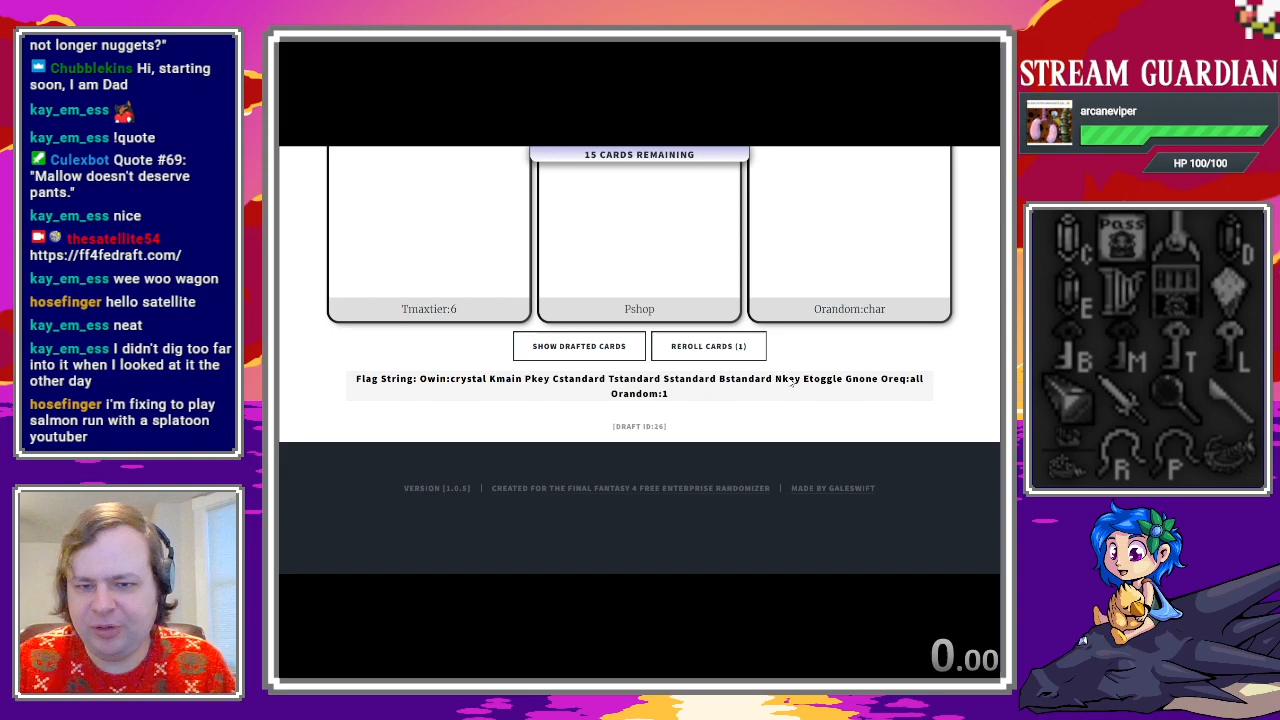 not longer nuggets?"
Chubblekins Hi, starting
soon, I am Dad
kay_em_ess
kay_em_ess !quote
Culexbot Quote #69:
"Mallow doesn't deserve
pants."
kay_em_ess nice
thesatellite54
https://ff4fedraft.com/
kay_em_ess wee woo wagon
hosefinger hello satellite
kay_em_ess neat
kay_em_ess I didn't dig too far
into it when I looked at it the
other day
hosefinger i'm fixing to play
salmon run with a splatoon
youtuber
15 CARDS REMAINING
Tmaxtier:6
Pshop
Orandom:char
SHOW DRAFTED CARDS
REROLL CARDS (1)
Flag String: Owin:crystal Kmain Pkey Cstandard Tstandard Sstandard Bstandard Nkey Etoggle Gnone Oreq:all
Orandom:1
[DRAFT ID:26]
VERSION [1.0.5] | CREATED FOR THE FINAL FANTASY 4 FREE ENTERPRISE RANDOMIZER | MADE BY GALESWIFT
0.00
STREAM GUARDIAN
arcaneviper
HP 100/100
C
Pass
D
E
B
M
T
L
R
P